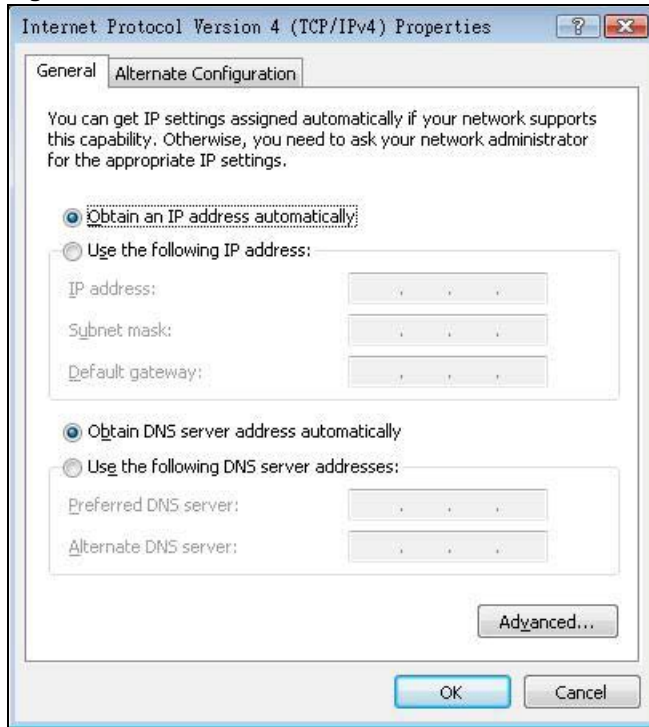 Internet Protocol Version 4 (TCP/IPv4) Properties
General
Alternate Configuration
You can get IP settings assigned automatically if your network supports
this capability. Otherwise, you need to ask your network administrator
for the appropriate IP settings.
Obtain an IP address automatically
Use the following IP address:
IP address:
Subnet mask:
Default gateway:
Obtain DNS server address automatically
Use the following DNS server addresses:
Preferred DNS server:
Alternate DNS server:
Advanced...
OK
Cancel